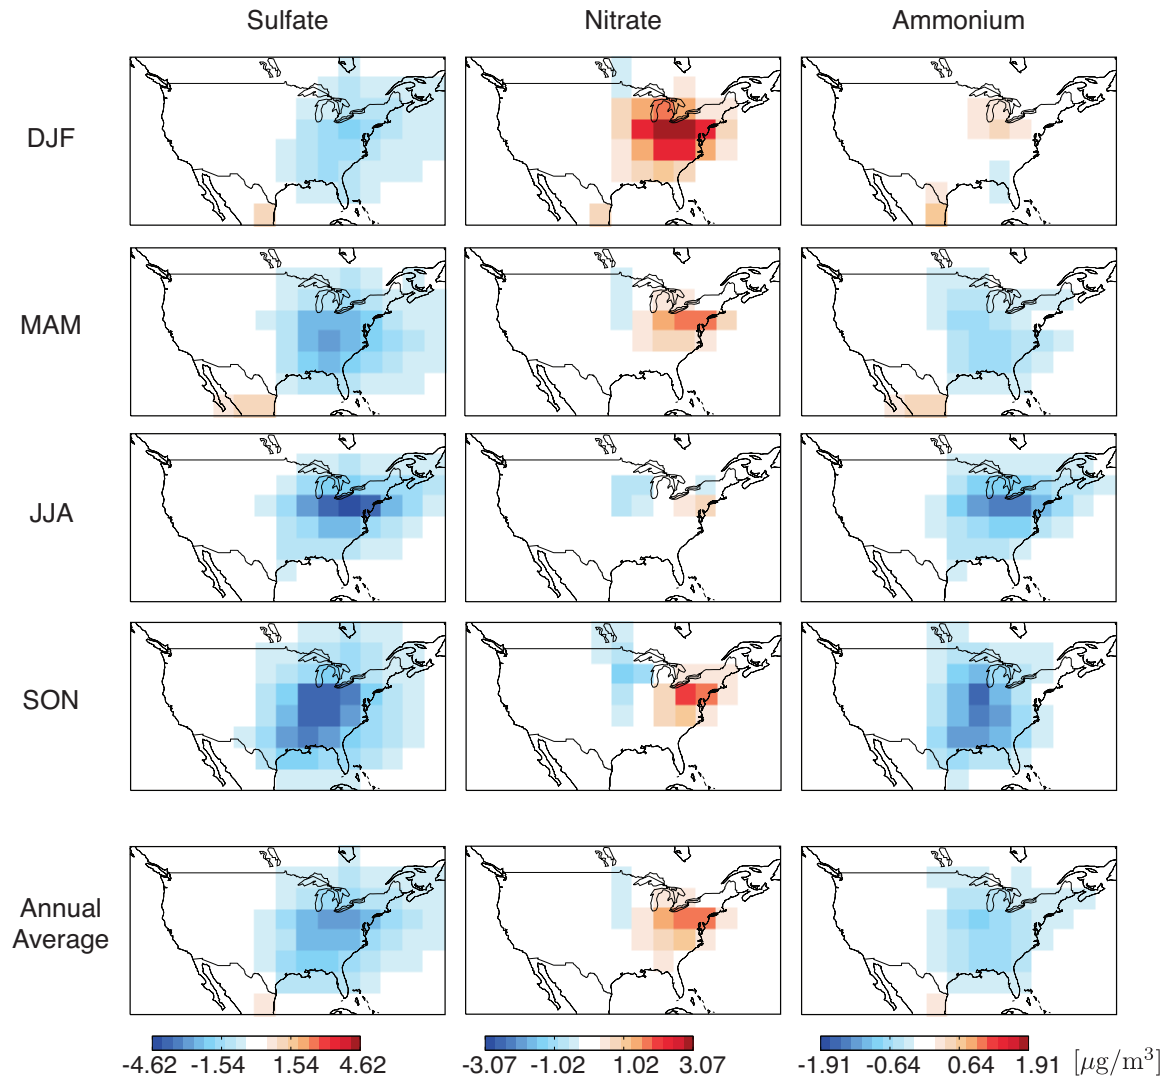 Sulfate Nitrate Ammonium
DJF
MAM
JJA
SON
Annual
Average
-4.62 -1.54 1.54 4.62 -3.07 -1.02 1.02 3.07 -1.91 -0.64 0.64 1.91 [μg/m³]